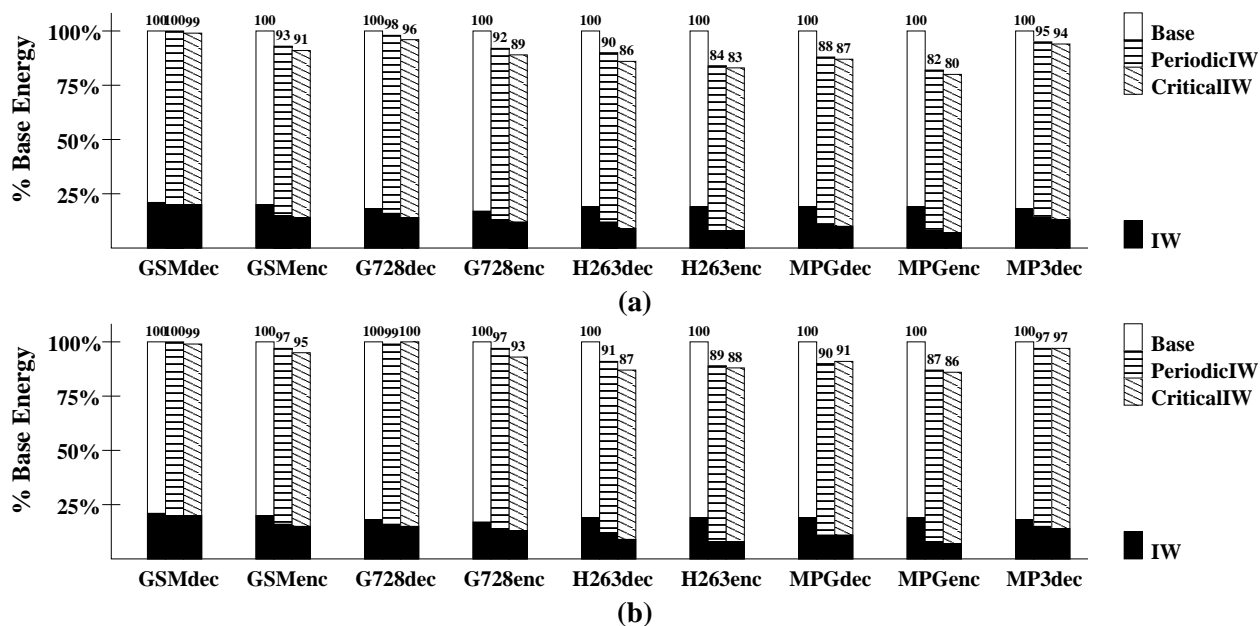 100 100 99 100 93 91 100 98 96 100 92 89 100 90 86 100 84 83 100 88 87 100 82 80 100 95 94
% Base Energy
100%
75%
50%
25%
Base
PeriodicIW
CriticalIW
IW
GSMdec GSMenc G728dec G728enc H263dec H263enc MPGdec MPGenc MP3dec
(a)
100 100 99 100 97 95 100 99 100 100 97 93 100 91 87 100 89 88 100 90 91 100 87 86 100 97 97
% Base Energy
100%
75%
50%
25%
Base
PeriodicIW
CriticalIW
IW
GSMdec GSMenc G728dec G728enc H263dec H263enc MPGdec MPGenc MP3dec
(b)